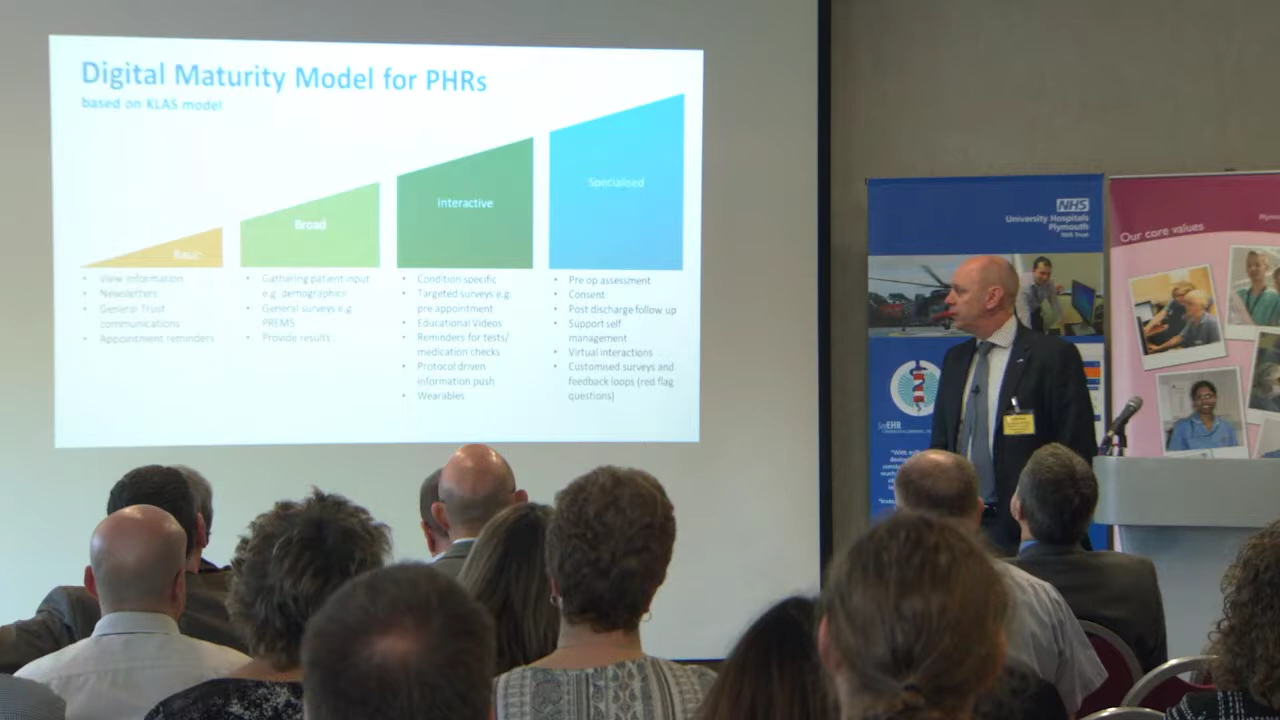 Digital Maturity Model for PHRs
based on KLAS model
Basic
Broad
Interactive
Specialised
• View Information
• Newsletters
• General Trust
communications
• Appointment reminders
• Gathering patient input
e.g. demographics
• General surveys e.g.
PREMS
• Provide results
• Condition specific
• Targeted surveys e.g.
pre appointment
• Educational Videos
• Reminders for tests/
medication checks
• Protocol driven
information push
• Wearables
• Pre op assessment
• Consent
• Post discharge follow up
• Support self
management
• Virtual interactions
• Customised surveys and
feedback loops (red flag
questions)
NHS
University Hospitals
Plymouth
NHS Trust
EHR
"With
Our core values